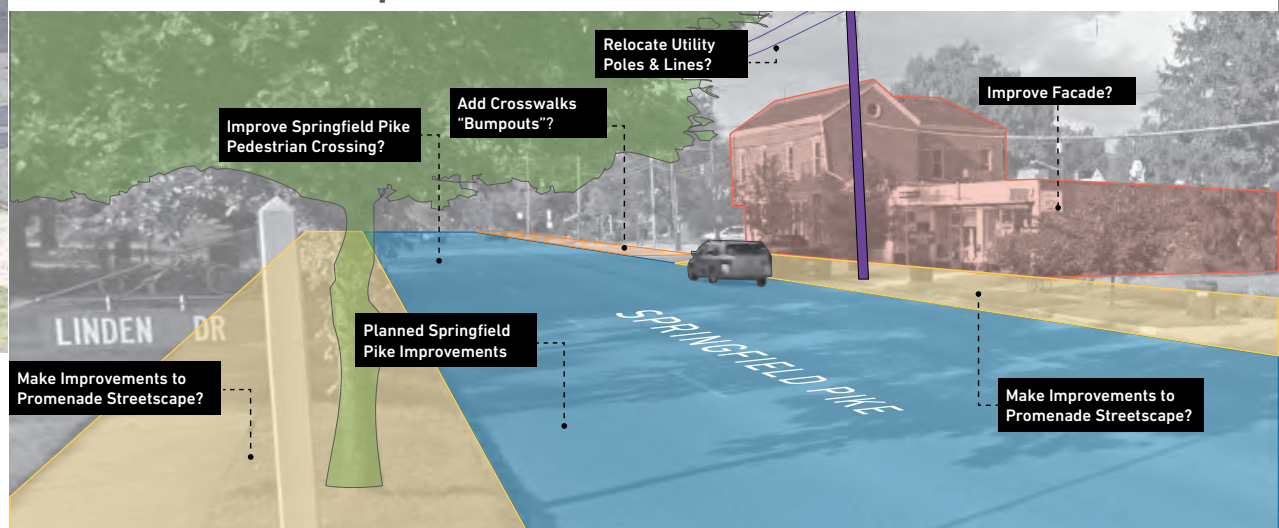 Relocate Utility
Poles & Lines?
Improve Facade?
Add Crosswalks
“Bumpouts”?
Improve Springfield Pike
Pedestrian Crossing?
LINDEN DR
SPRINGFIELD PIKE
Planned Springfield
Pike Improvements
Make Improvements to
Promenade Streetscape?
Make Improvements to
Promenade Streetscape?